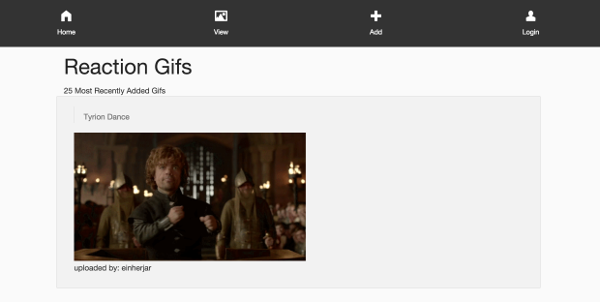 Home View Add Login
Reaction Gifs
25 Most Recently Added Gifs
Tyrion Dance
uploaded by: einherjar